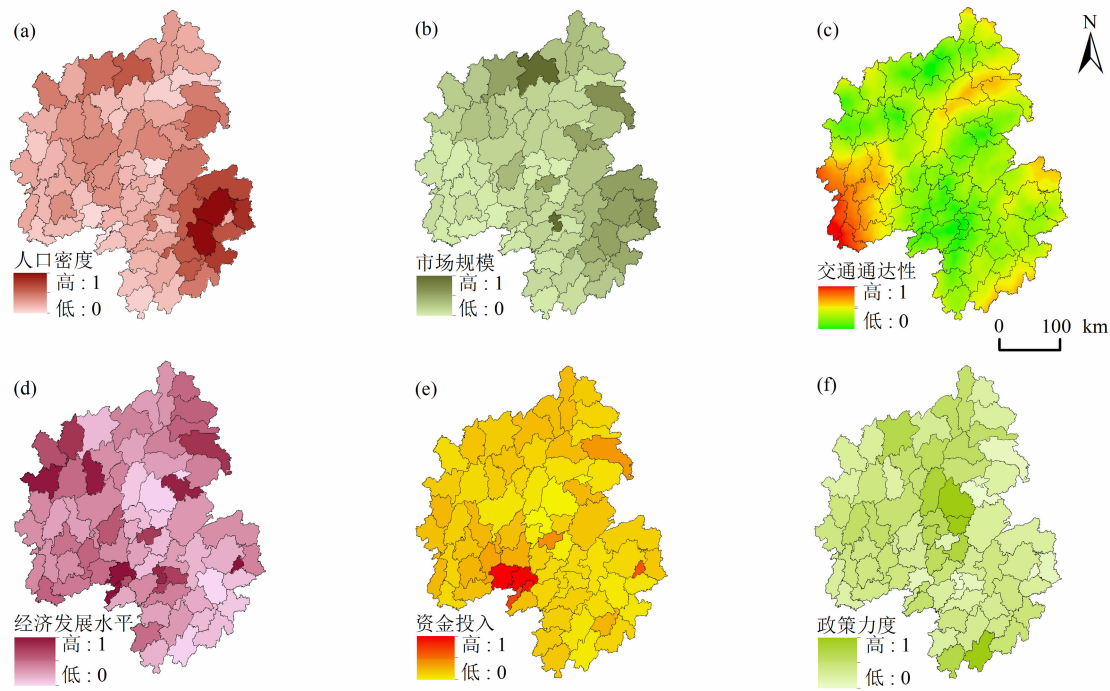 (a)
人口密度
高 : 1
低 : 0
(b)
市场规模
高 : 1
低 : 0
(c)
N
交通通达性
高 : 1
低 : 0
0 100 km
(d)
经济发展水平
高 : 1
低 : 0
(e)
资金投入
高 : 1
低 : 0
(f)
政策力度
高 : 1
低 : 0